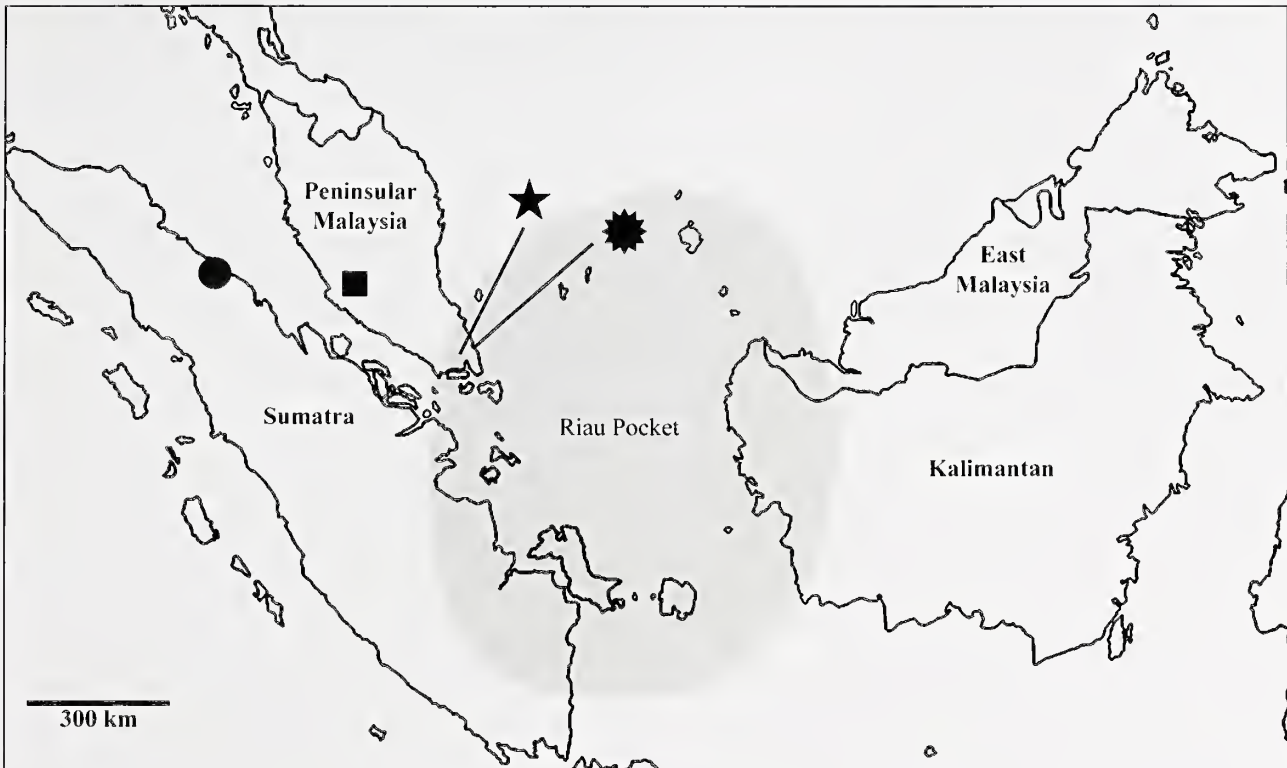 Peninsular
Malaysia
East
Malaysia
Sumatra
Riau Pocket
Kalimantan
300 km